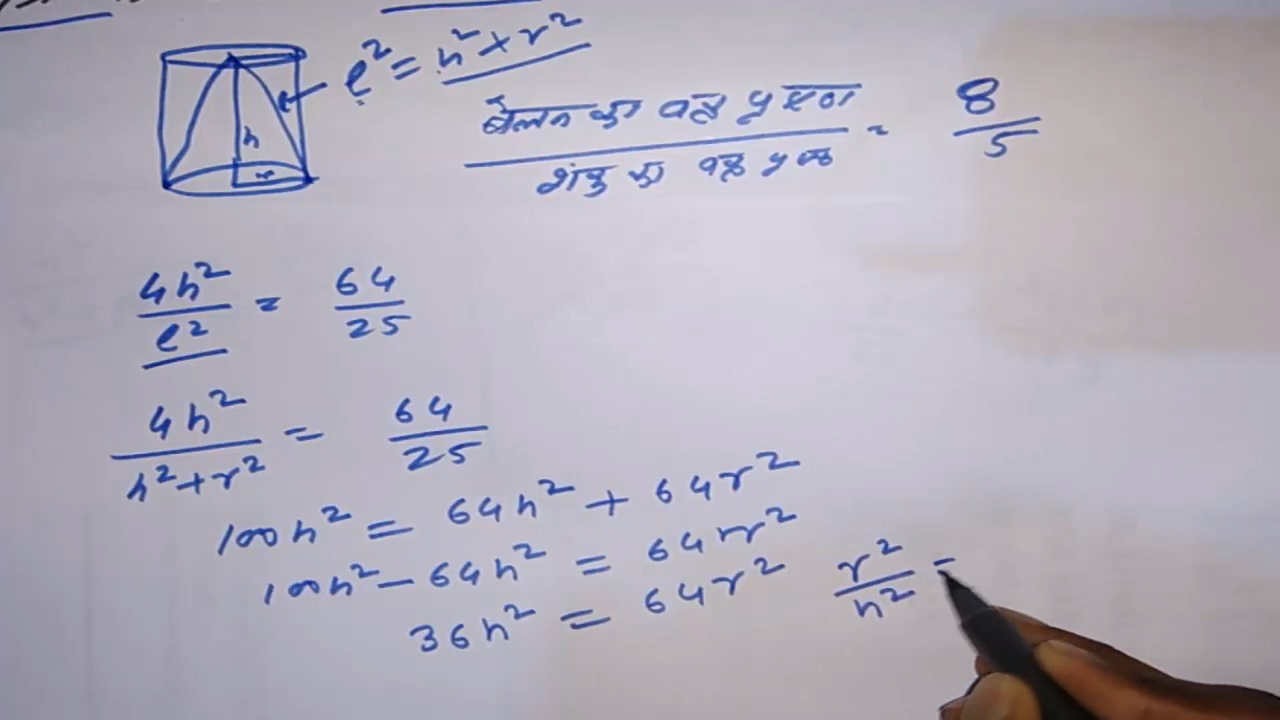 l² = h² × r²
h
r
बेलन का वक्र पृष्ठ / शंकु का वक्र पृष्ठ = 8/5
4h²/l² = 64/25
4h²/h²+r² = 64/25
100h² = 64h² + 64r²
100h² - 64h² = 64r²
36h² = 64r²
r²/h² =